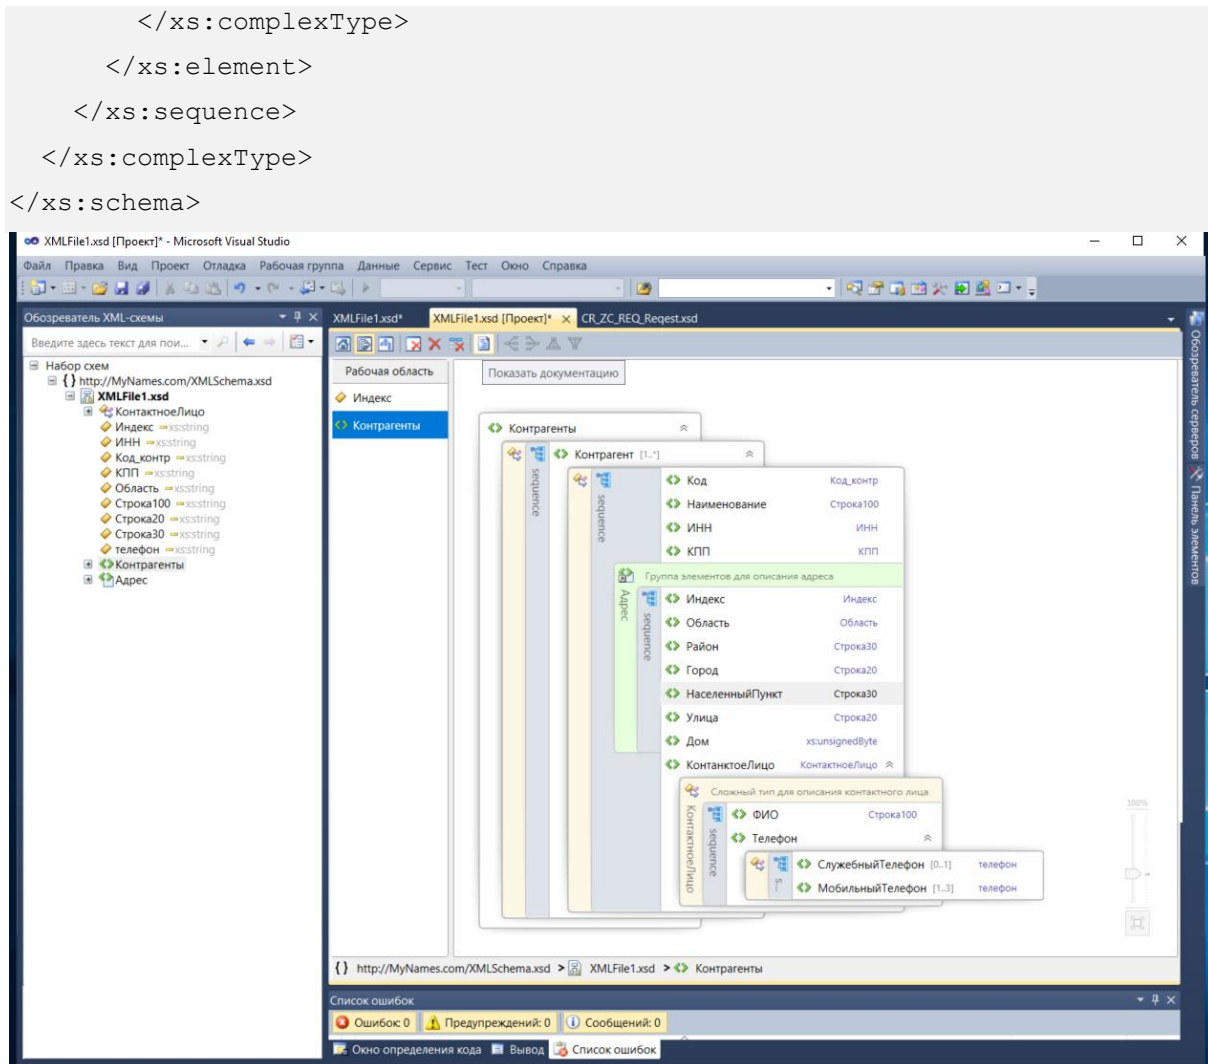 </xs:complexType>
</xs:element>
</xs:sequence>
</xs:complexType>
</xs:schema>
XMLFile1.xsd [Проект]* - Microsoft Visual Studio
Файл Правка Вид Проект Отладка Рабочая группа Данные Сервис Тест Окно Справка
Обозреватель XML-схемы
XMLFile1.xsd* XMLFile1.xsd [Проект]* CR_ZC_REQ_Reqest.xsd
Введите здесь текст для пои...
Набор схем
{ } http://MyNames.com/XMLSchema.xsd
XMLFile1.xsd
КонтактноеЛицо
Индекс xs:string
ИНН xs:string
Код_контр xs:string
КПП xs:string
Область xs:string
Строка100 xs:string
Строка20 xs:string
Строка30 xs:string
телефон xs:string
Контрагенты
Адрес
Рабочая область
Индекс
Контрагенты
Показать документацию
Контрагенты
sequence
Контрагент [1..*]
sequence
Код Код_контр
Наименование Строка100
ИНН ИНН
КПП КПП
Группа элементов для описания адреса
Адрес
sequence
Индекс Индекс
Область Область
Район Строка30
Город Строка20
НаселенныйПункт Строка30
Улица Строка20
Дом xs:unsignedByte
КонтанктоеЛицо КонтактноеЛицо
Сложный тип для описания контактного лица
КонтактноеЛицо
sequence
ФИО Строка100
Телефон
s...
СлужебныйТелефон [0..1] телефон
МобильныйТелефон [1..3] телефон
100%
Обозреватель серверов
Панель элементов
{ } http://MyNames.com/XMLSchema.xsd > XMLFile1.xsd > Контрагенты
Список ошибок
Ошибок: 0 Предупреждений: 0 Сообщений: 0
Окно определения кода Вывод Список ошибок